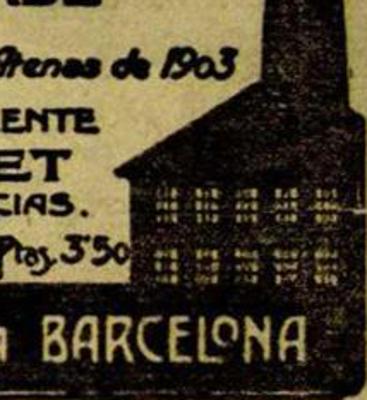 Atenas de 1903
ENTE
ET
CIAS.
Ptas. 3'50
BARCELONA